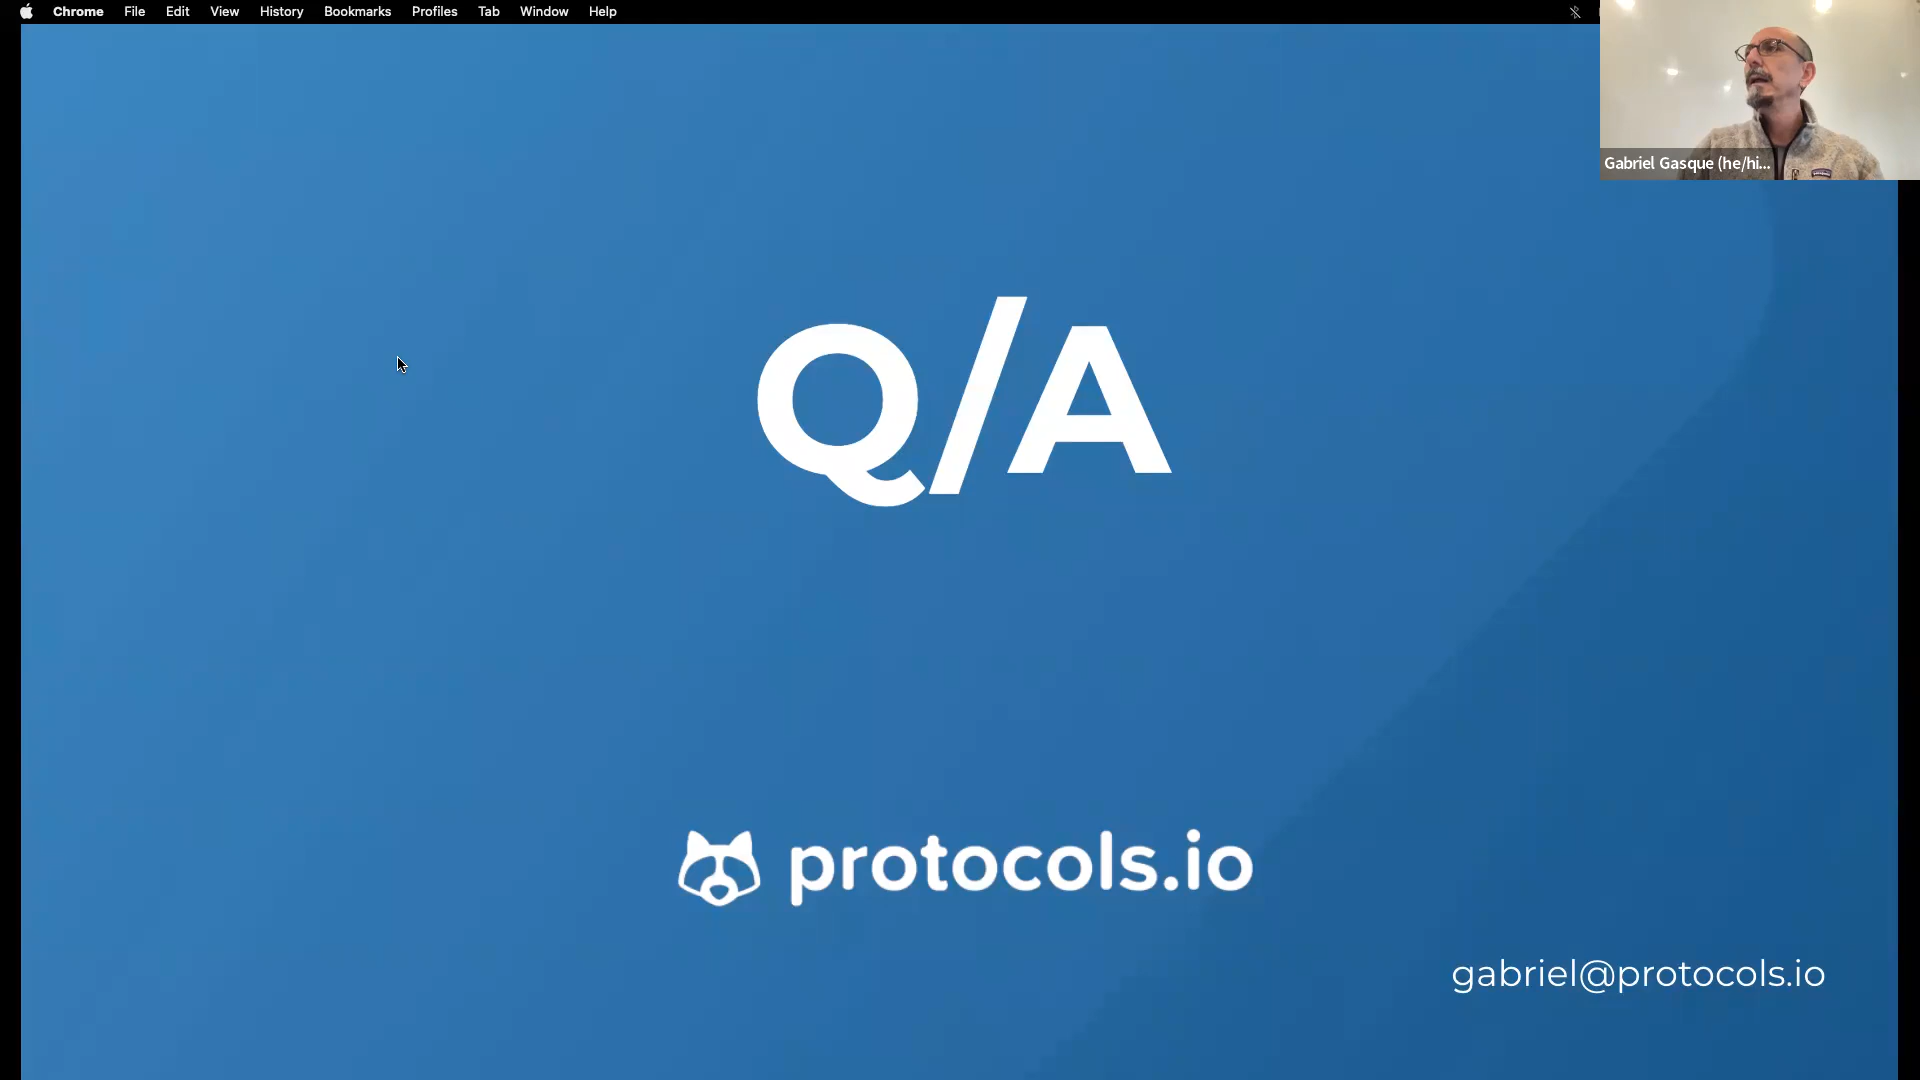 Chrome File Edit View History Bookmarks Profiles Tab Window Help
Gabriel Gasque (he/hi...
Q/A
protocols.io
gabriel@protocols.io